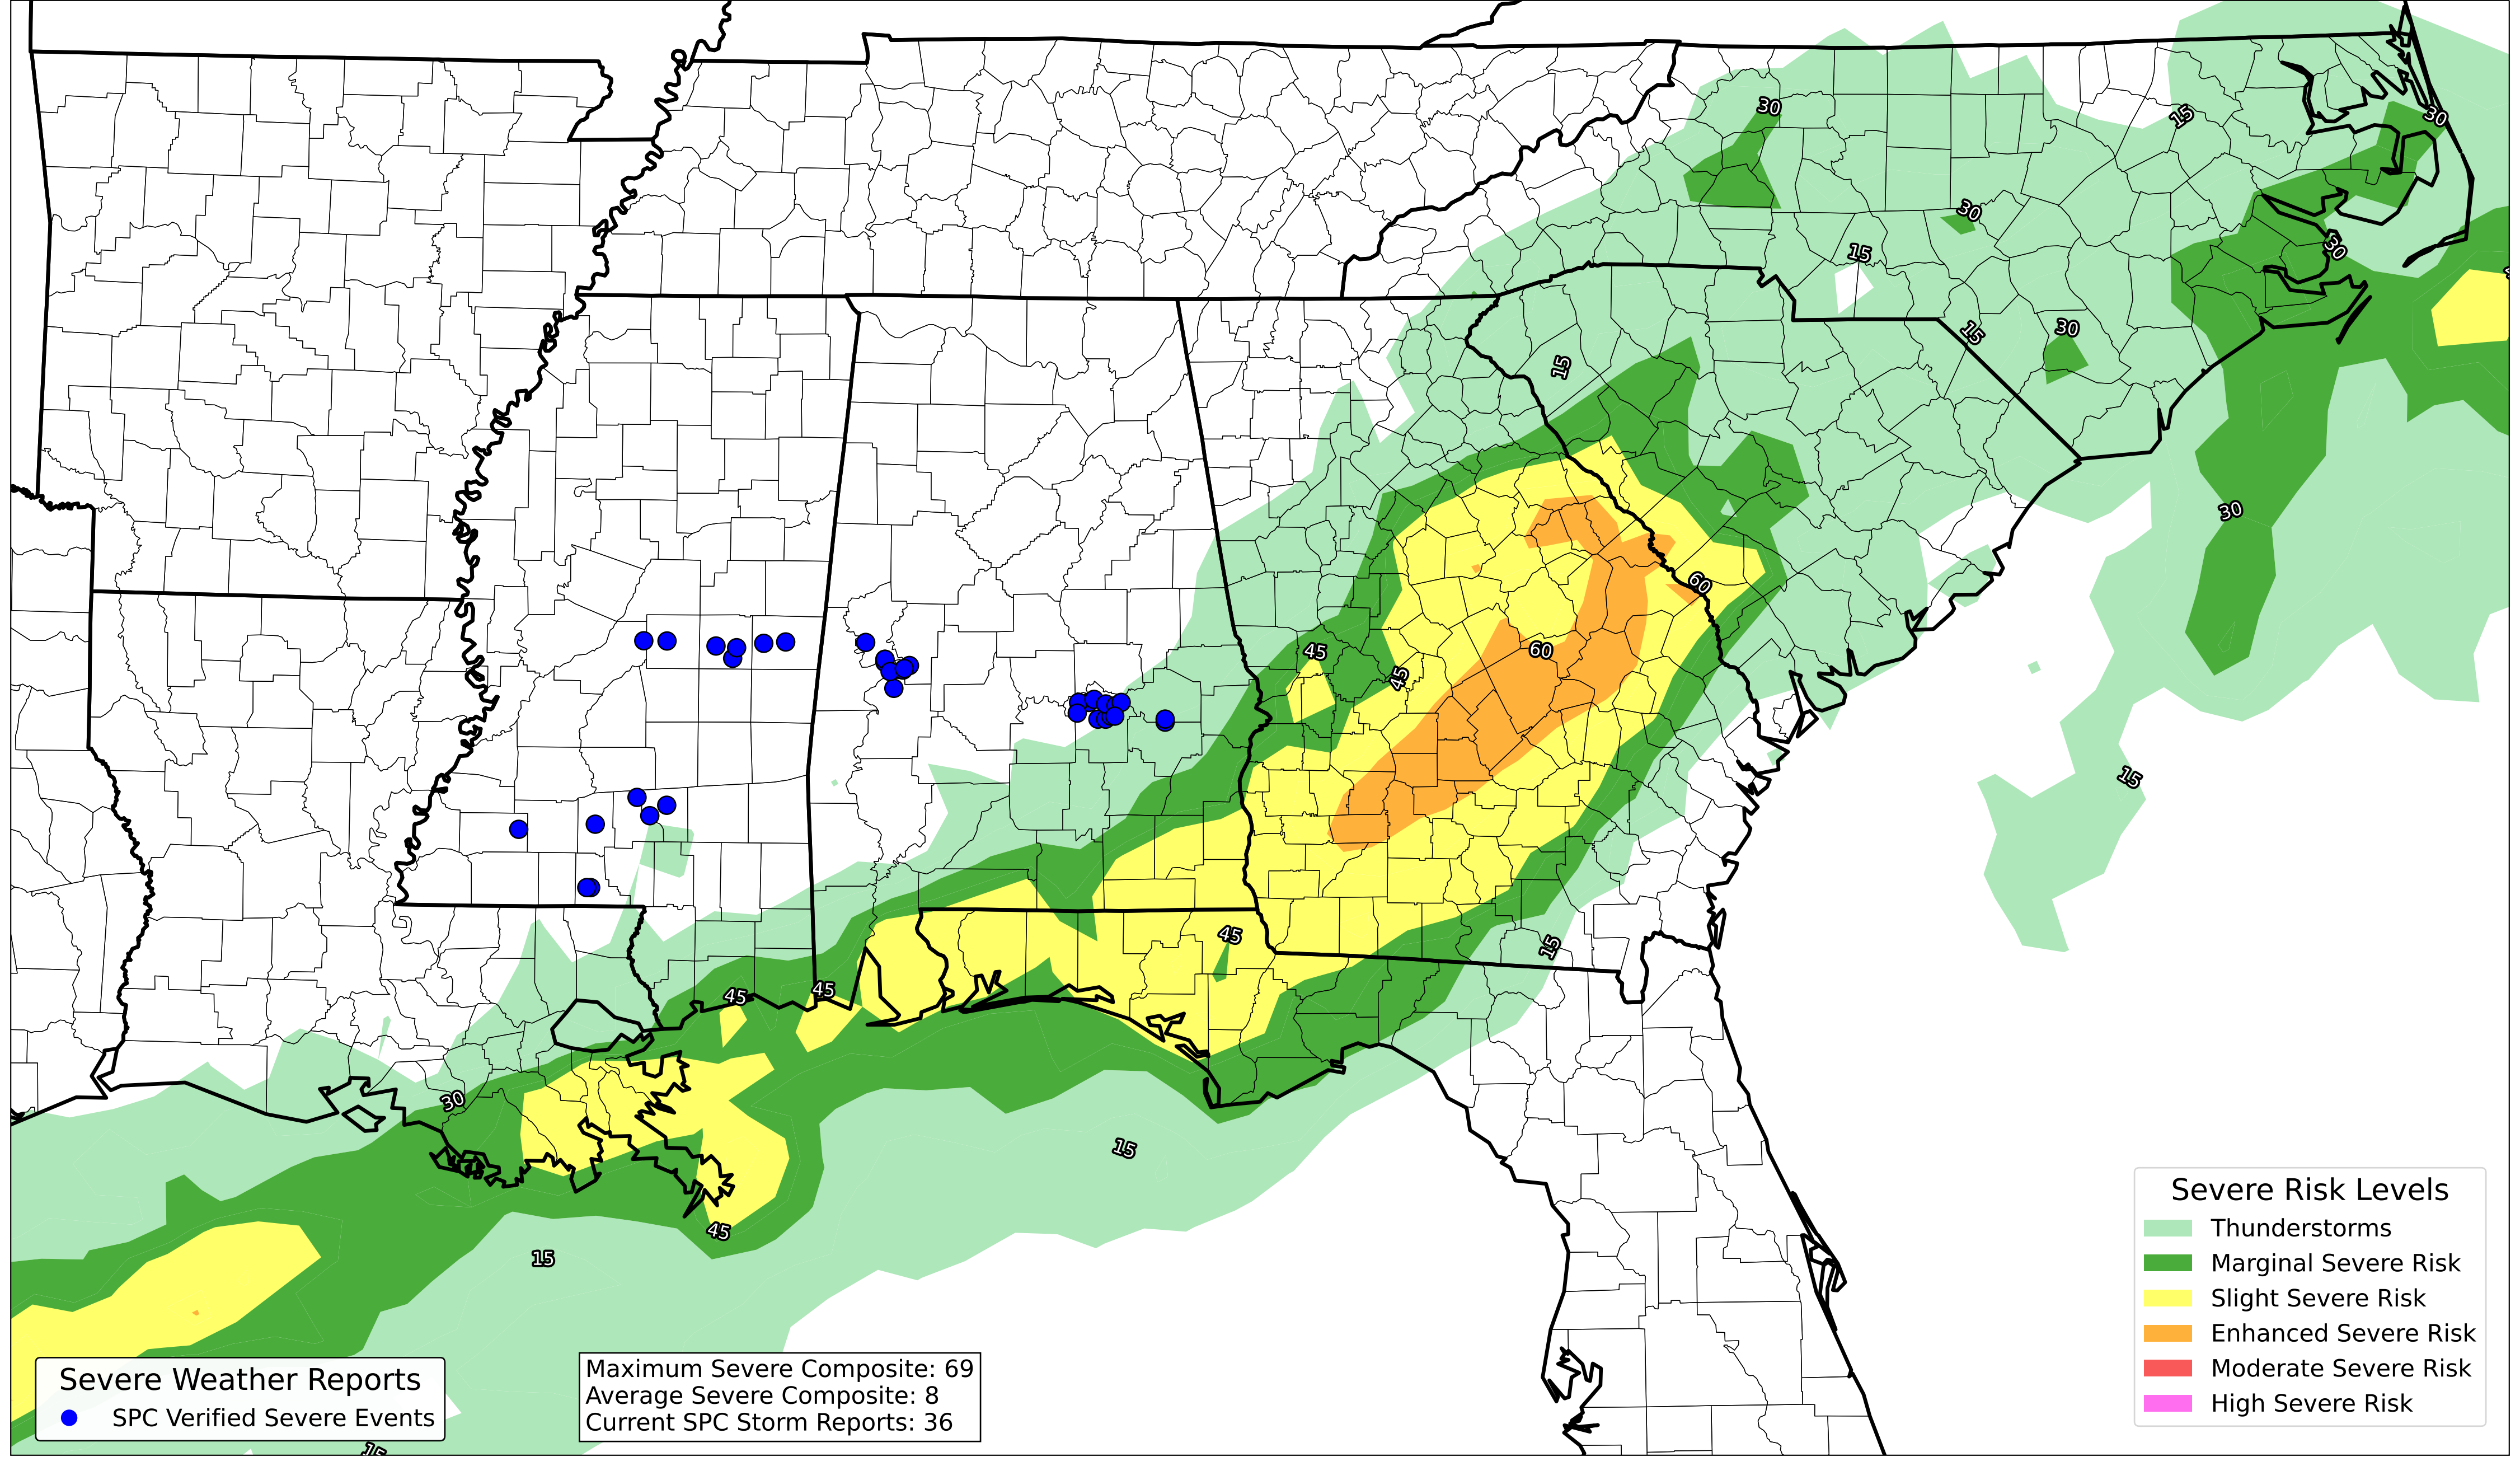 30
15
30
30
15
30
15
30
15
30
60
45
60
45
15
45
15
45
45
30
15
45
15
15
Severe Weather Reports
SPC Verified Severe Events
Maximum Severe Composite: 69
Average Severe Composite: 8
Current SPC Storm Reports: 36
Severe Risk Levels
Thunderstorms
Marginal Severe Risk
Slight Severe Risk
Enhanced Severe Risk
Moderate Severe Risk
High Severe Risk